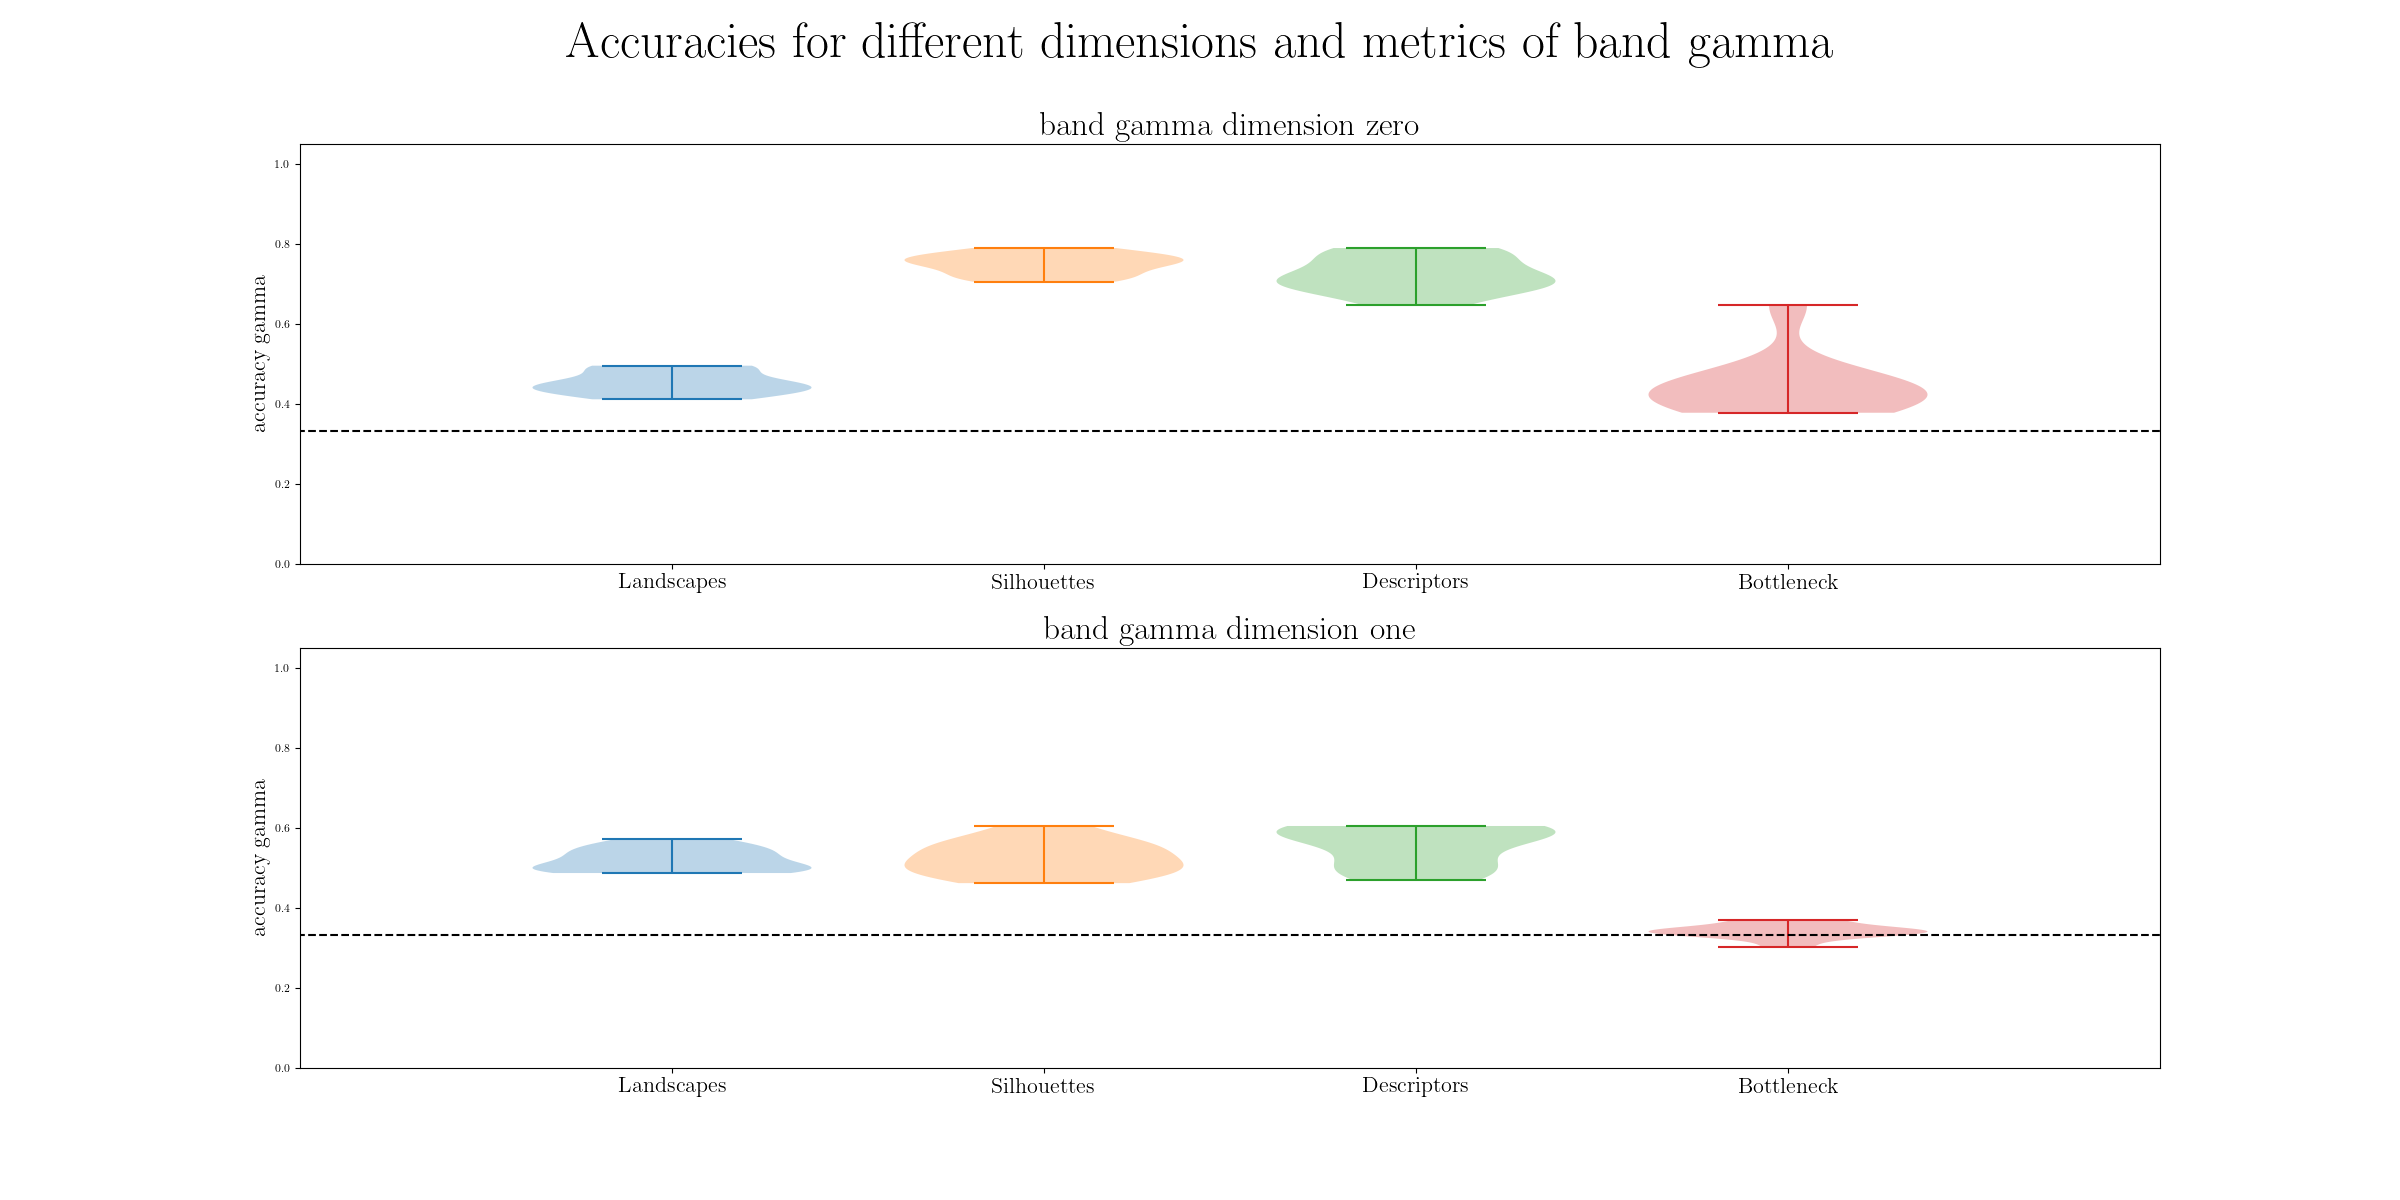 Accuracies for different dimensions and metrics of band gamma
band gamma dimension zero
accuracy gamma
1.0
0.8
0.6
0.4
0.2
0.0
Landscapes Silhouettes Descriptors Bottleneck
band gamma dimension one
accuracy gamma
1.0
0.8
0.6
0.4
0.2
0.0
Landscapes Silhouettes Descriptors Bottleneck